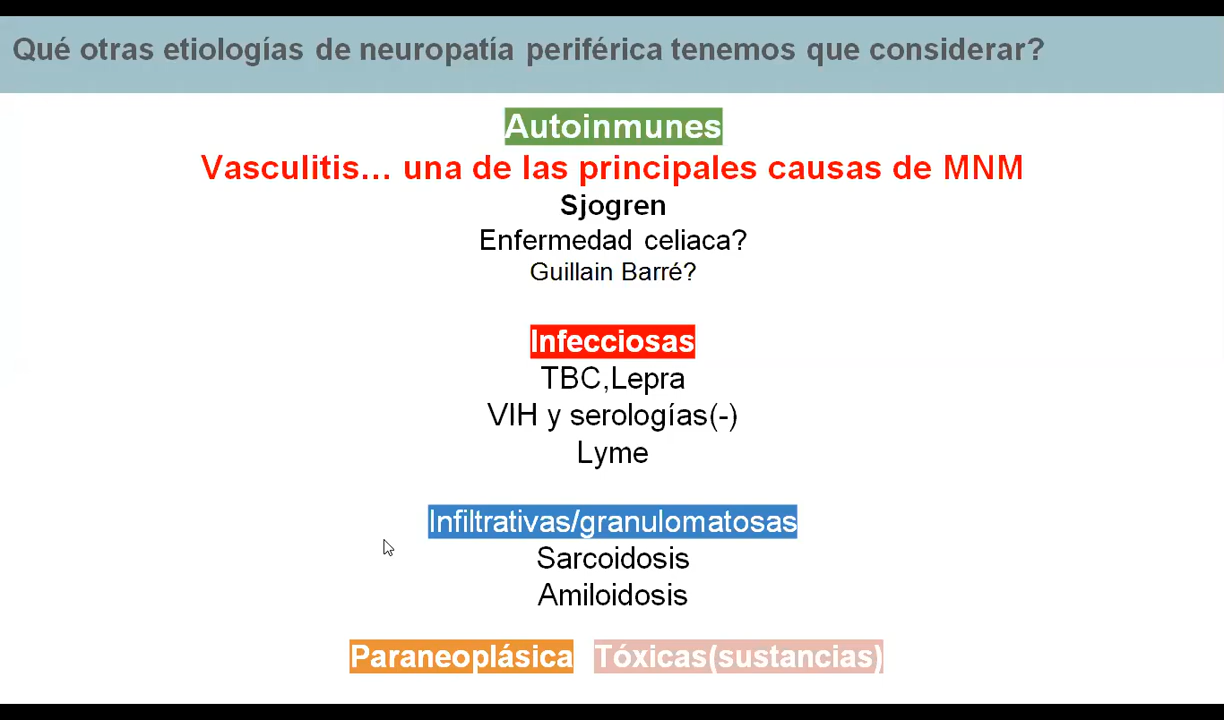 Qué otras etiologías de neuropatía periférica tenemos que considerar?
Autoinmunes
Vasculitis... una de las principales causas de MNM
Sjogren
Enfermedad celiaca?
Guillain Barré?
Infecciosas
TBC,Lepra
VIH y serologías(-)
Lyme
Infiltrativas/granulomatosas
Sarcoidosis
Amiloidosis
Paraneoplásica Tóxicas(sustancias)